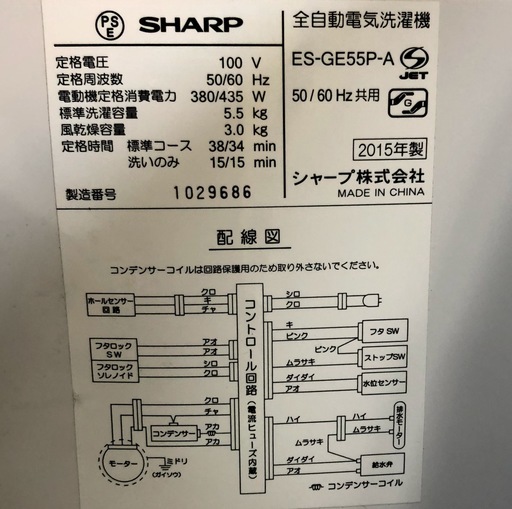 PS
E
SHARP
定格電圧 100 V
定格周波数 50/60 Hz
電動機定格消費電力 380/435 W
標準洗濯容量 5.5 kg
風乾燥容量 3.0 kg
定格時間 標準コース 38/34 min
洗いのみ 15/15 min
製造番号 1029686
全自動電気洗濯機
ES-GE55P-A
S
JET
50/60 Hz共用
G
2015年製
シャープ株式会社
MADE IN CHINA
配線図
コンデンサーコイルは回路保護用のため取り外さないでください。
ホールセンサー
回路
クロ
キ
チャ
フタロック
SW
アオ
アオ
フタロック
ソレノイド
シロ
クロ
クロ
チャ
コンデンサー
アカ
アカ
モーター
ミドリ
(ガイソウ)
コントロール回路
(電流ヒューズ内蔵)
シロ
クロ
キ
ピンク
フタSW
ピンク
ムラサキ
ストップSW
ダイダイ
アオ
水位センサー
ハイ
ハイ
ムラサキ
ムラサキ
排水モーター
ダイダイ
アオ
給水弁
コンデンサーコイル